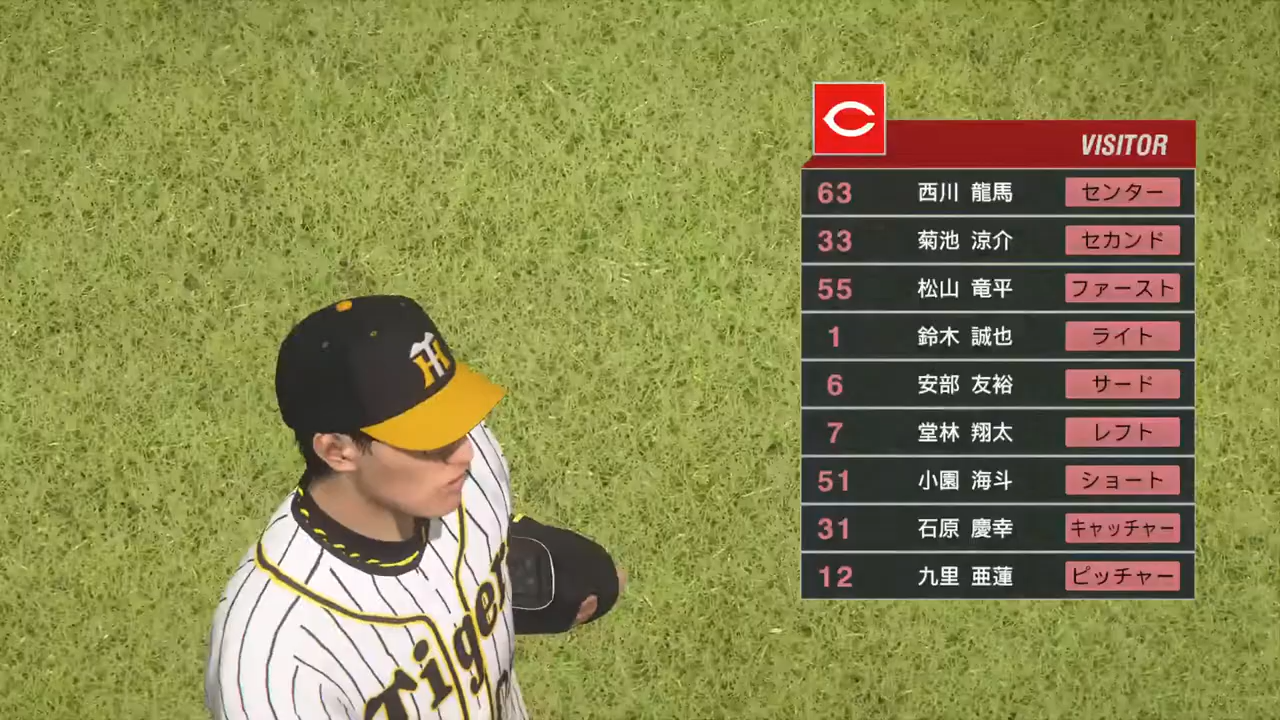 C
VISITOR
63 西川 龍馬 センター
33 菊池 涼介 セカンド
55 松山 竜平 ファースト
1 鈴木 誠也 ライト
6 安部 友裕 サード
7 堂林 翔太 レフト
51 小園 海斗 ショート
31 石原 慶幸 キャッチャー
12 九里 亜蓮 ピッチャー
HT
Tiger